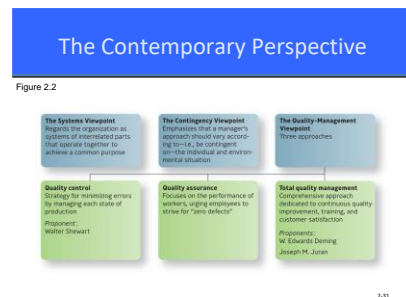 The Contemporary Perspective
Figure 2.2
The Systems Viewpoint
Regards the organization as
systems of interrelated parts
that operate together to
achieve a common purpose
The Contingency Viewpoint
Emphasizes that a manager's
approach should vary accord-
ing to—i.e., be contingent
on—the individual and environ-
mental situation
The Quality-Management
Viewpoint
Three approaches
Quality control
Strategy for minimizing errors
by managing each state of
production
Proponent:
Walter Stewart
Quality assurance
Focuses on the performance of
workers, urging employees to
strive for "zero defects"
Total quality management
Comprehensive approach
dedicated to continuous quality
improvement, training, and
customer satisfaction
Proponents:
W. Edwards Deming
Joseph M. Juran
2-31